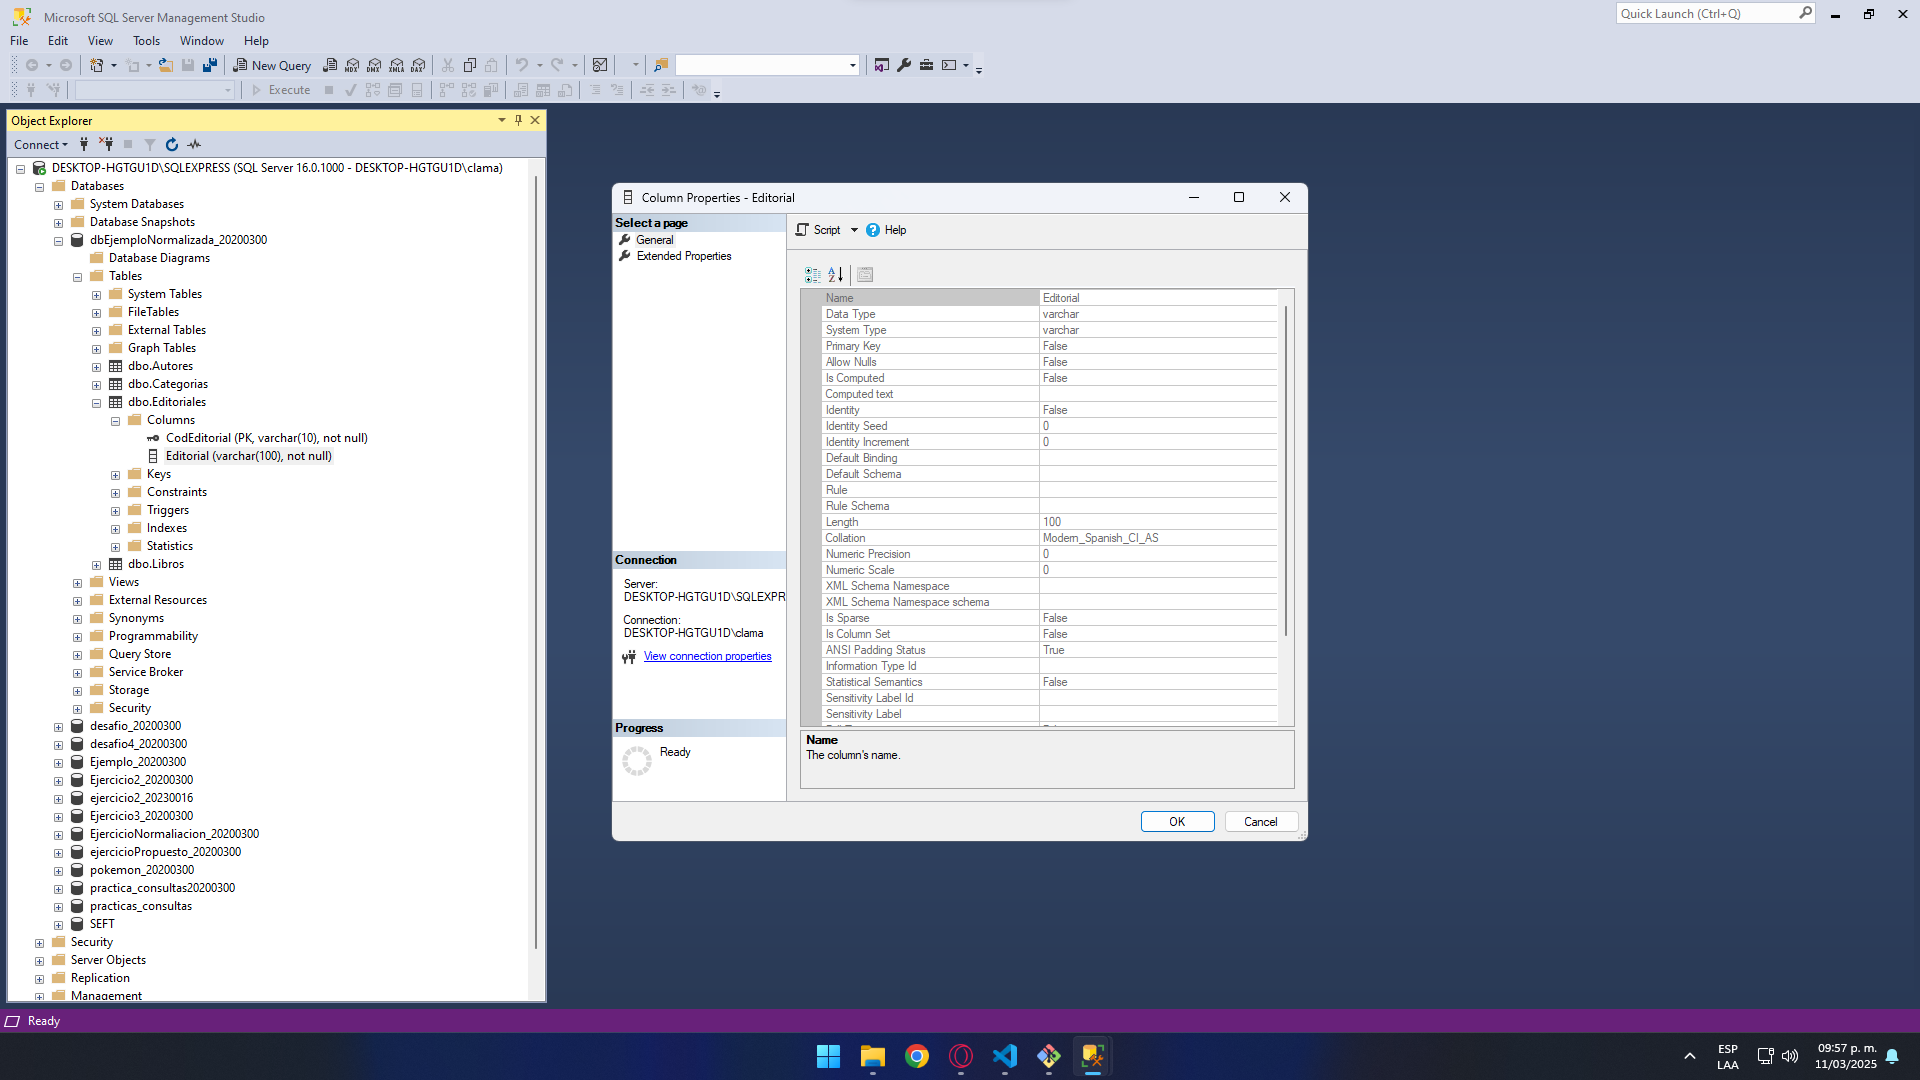 Microsoft SQL Server Management Studio
Quick Launch (Ctrl+Q)
File Edit View Tools Window Help
New Query MDX DMX XMLA DAX
Execute
Object Explorer
Connect
DESKTOP-HGTGU1D\SQLEXPRESS (SQL Server 16.0.1000 - DESKTOP-HGTGU1D\clama)
Databases
System Databases
Database Snapshots
dbEjemploNormalizada_20200300
Database Diagrams
Tables
System Tables
FileTables
External Tables
Graph Tables
dbo.Autores
dbo.Categorias
dbo.Editoriales
Columns
CodEditorial (PK, varchar(10), not null)
Editorial (varchar(100), not null)
Keys
Constraints
Triggers
Indexes
Statistics
dbo.Libros
Views
External Resources
Synonyms
Programmability
Query Store
Service Broker
Storage
Security
desafio_20200300
desafio4_20200300
Ejemplo_20200300
Ejercicio2_20200300
ejercicio2_20230016
Ejercicio3_20200300
EjercicioNormaliacion_20200300
ejercicioPropuesto_20200300
pokemon_20200300
practica_consultas20200300
practicas_consultas
SEFT
Security
Server Objects
Replication
Management
Column Properties - Editorial
Select a page
General
Extended Properties
Connection
Server:
DESKTOP-HGTGU1D\SQLEXPR
Connection:
DESKTOP-HGTGU1D\clama
View connection properties
Progress
Ready
Script Help
Name Editorial
Data Type varchar
System Type varchar
Primary Key False
Allow Nulls False
Is Computed False
Computed text
Identity False
Identity Seed 0
Identity Increment 0
Default Binding
Default Schema
Rule
Rule Schema
Length 100
Collation Modern_Spanish_CI_AS
Numeric Precision 0
Numeric Scale 0
XML Schema Namespace
XML Schema Namespace schema
Is Sparse False
Is Column Set False
ANSI Padding Status True
Information Type Id
Statistical Semantics False
Sensitivity Label Id
Sensitivity Label
Name
The column's name.
OK Cancel
Ready
ESP
LAA
09:57 p. m.
11/03/2025